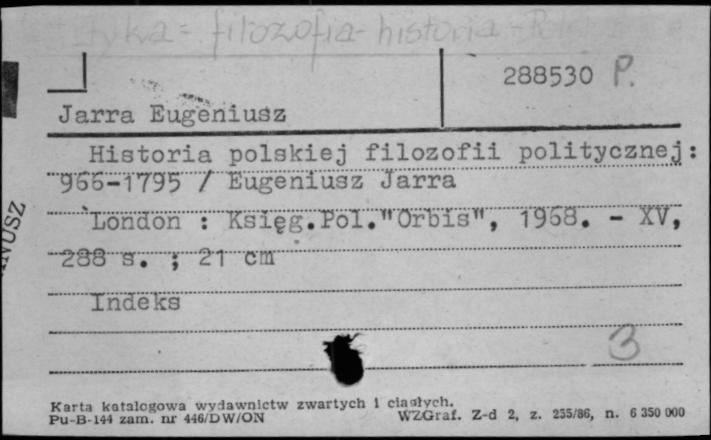 tyka - filozofia - historia - Pol
288530 P.
Jarra Eugeniusz
Historia polskiej filozofii politycznej:
966-1795 / Eugeniusz Jarra
London : Księg.Pol."Orbis", 1968. - XV,
288 s. ; 21 cm
Indeks
3
Karta katalogowa wydawnictw zwartych i ciągłych.
Pu-B-144 zam. nr 446/DW/ON
WZGraf. Z-d 2, z. 235/86, n. 6 350 000